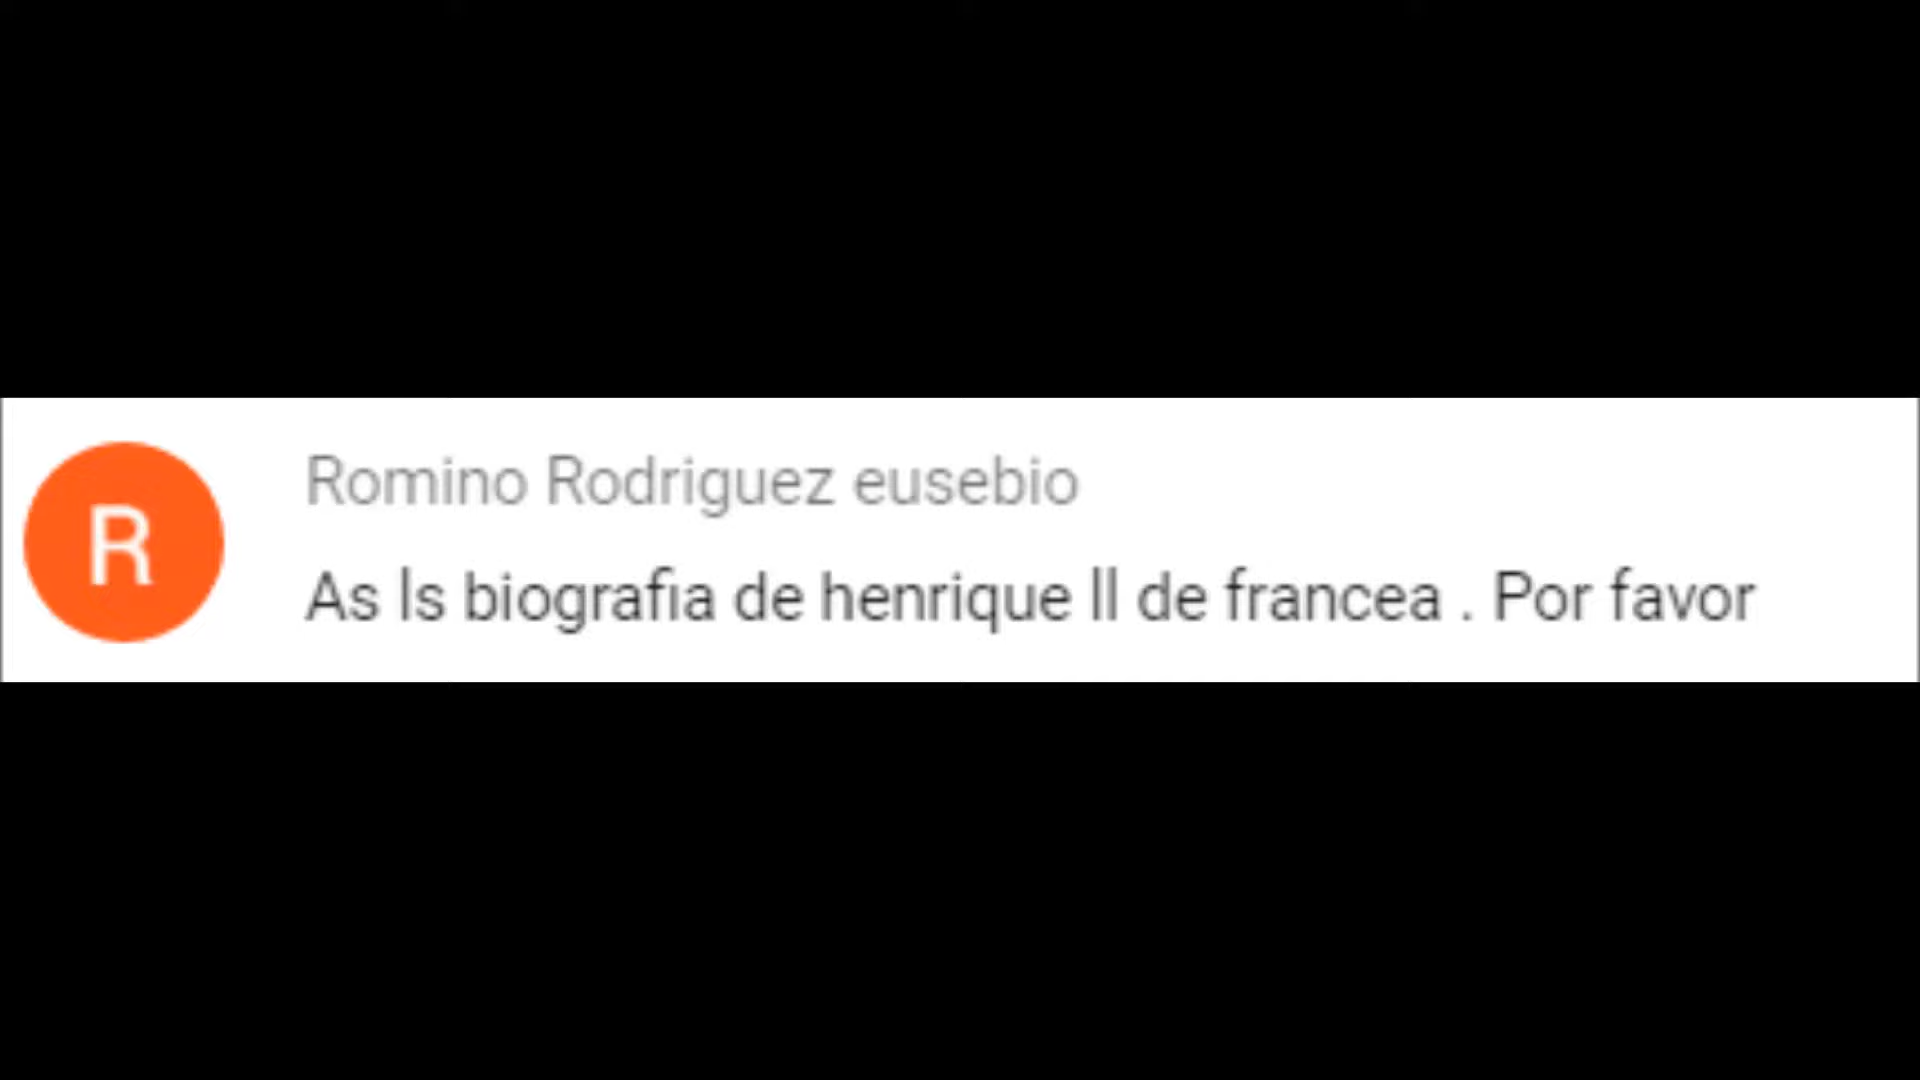 R
Romino Rodriguez eusebio
As ls biografia de henrique ll de francea . Por favor